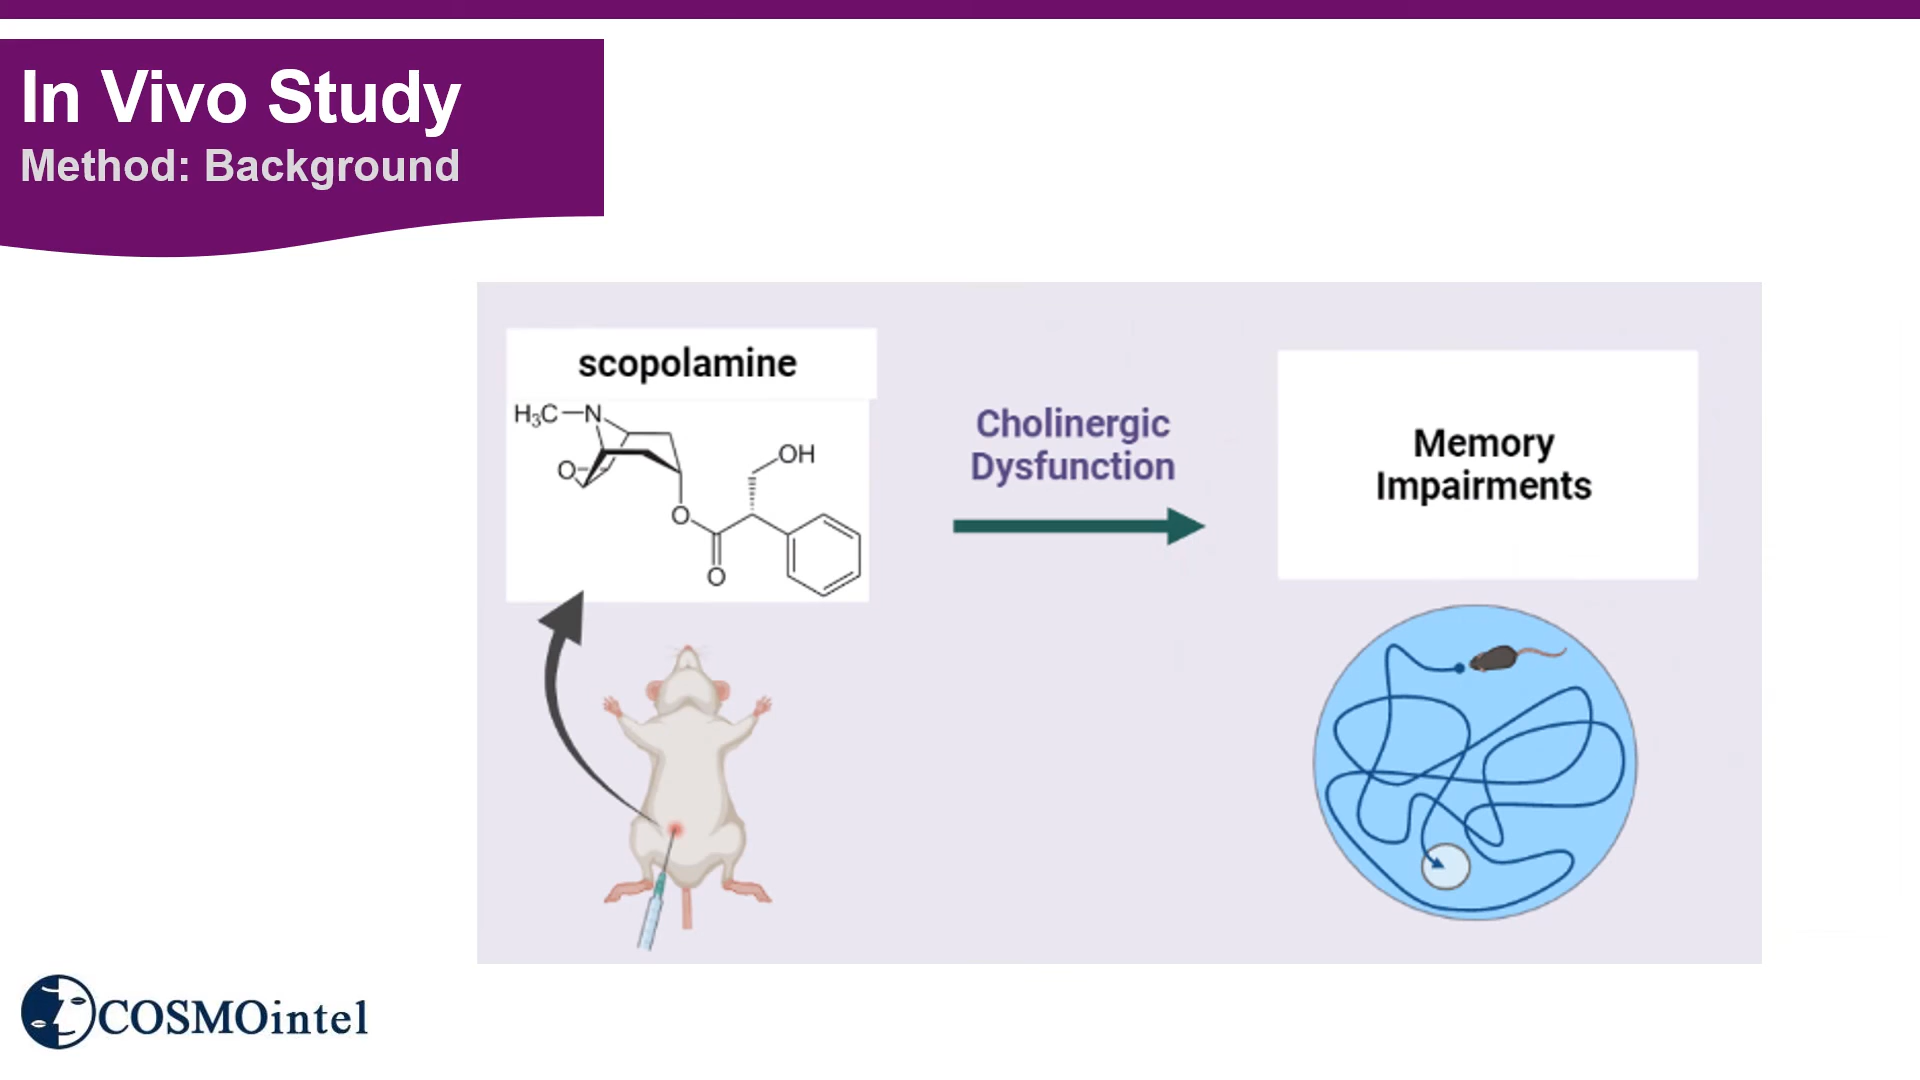 In Vivo Study
Method: Background
scopolamine
H₃C
N
O
OH
O
O
Cholinergic
Dysfunction
Memory
Impairments
COSMOintel